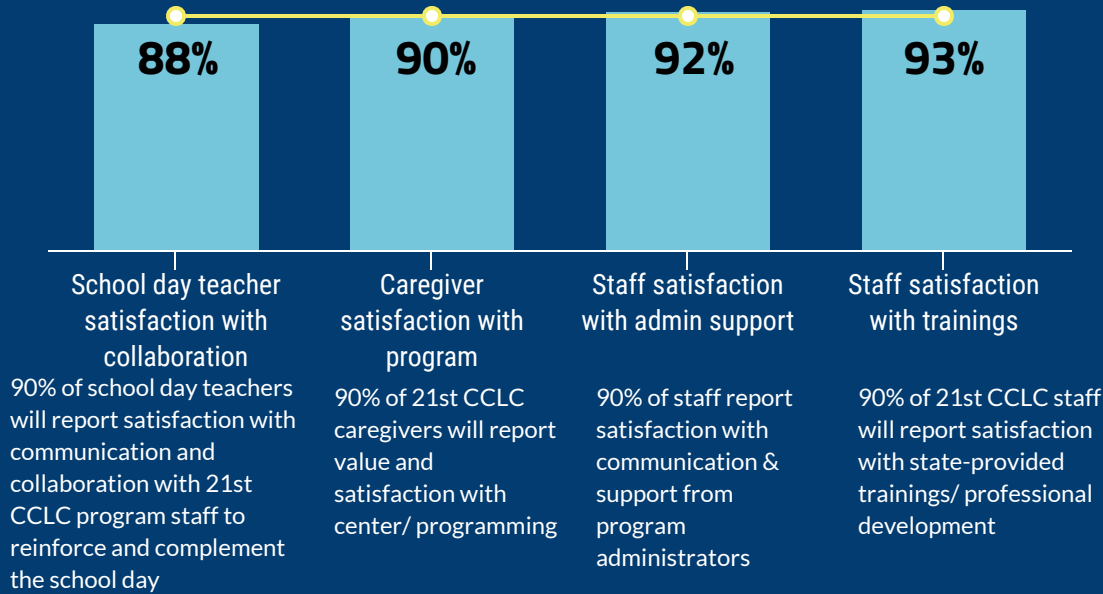 88%
90%
92%
93%
School day teacher
satisfaction with
collaboration
Caregiver
satisfaction with
program
Staff satisfaction
with admin support
Staff satisfaction
with trainings
90% of school day teachers
will report satisfaction with
communication and
collaboration with 21st
CCLC program staff to
reinforce and complement
the school day
90% of 21st CCLC
caregivers will report
value and
satisfaction with
center/ programming
90% of staff report
satisfaction with
communication &
support from
program
administrators
90% of 21st CCLC staff
will report satisfaction
with state-provided
trainings/ professional
development